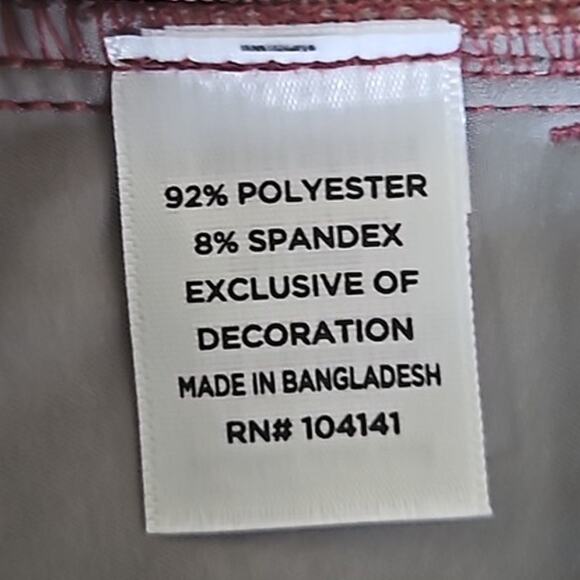 92% POLYESTER
8% SPANDEX
EXCLUSIVE OF
DECORATION
MADE IN BANGLADESH
RN# 104141